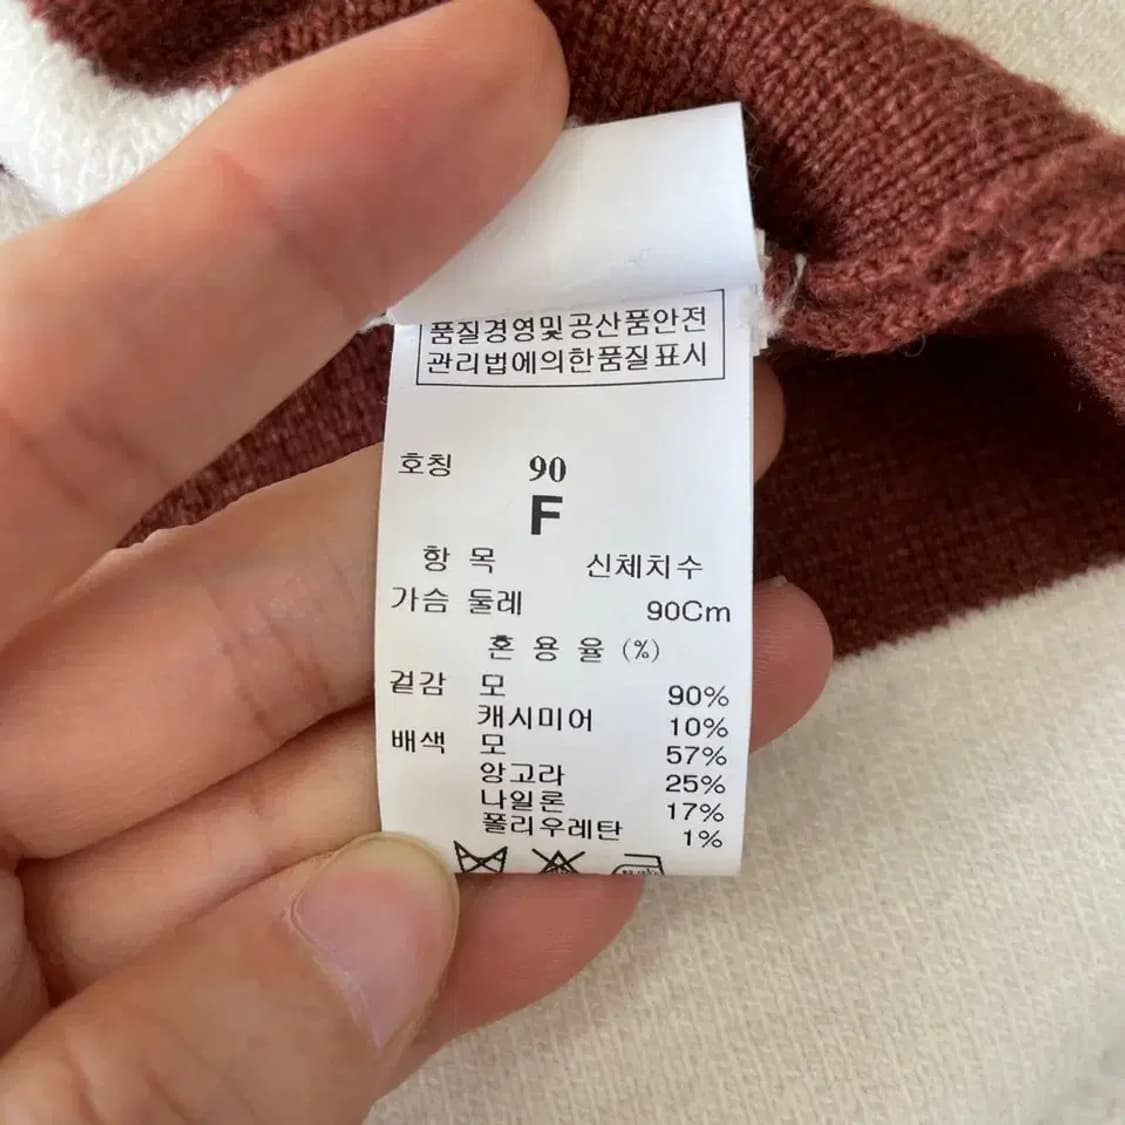 품질경영및공산품안전
관리법에의한품질표시
호칭 90
F
항 목 신체치수
가슴 둘레 90Cm
혼 용 율 (%)
겉감 모 90%
캐시미어 10%
배색 모 57%
앙고라 25%
나일론 17%
폴리우레탄 1%